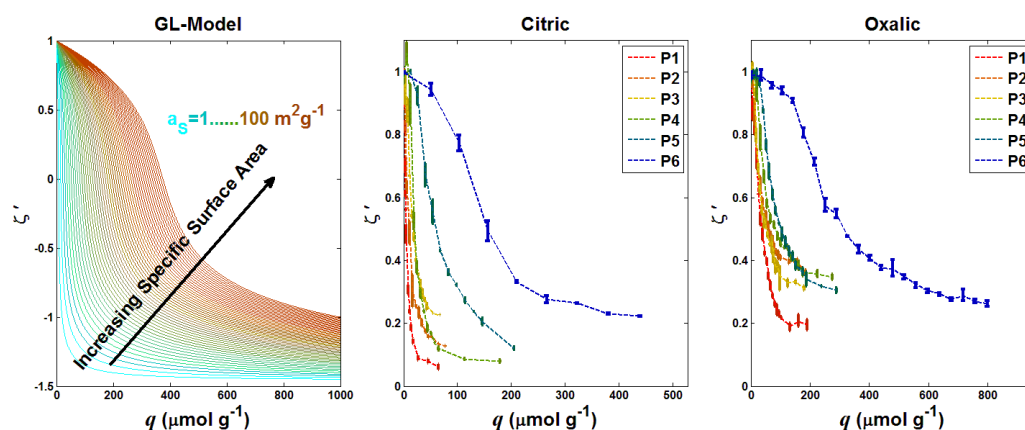 GL-Model
Citric
Oxalic
1
0.5
0
-0.5
-1
-1.5
ζ '
0
200
400
600
800
1000
q (μmol g⁻¹)
aS=1......100 m²g⁻¹
Increasing Specific Surface Area
1
0.8
0.6
0.4
0.2
0
ζ '
0
100
200
300
400
500
q (μmol g⁻¹)
P1
P2
P3
P4
P5
P6
1
0.8
0.6
0.4
0.2
0
ζ '
0
200
400
600
800
q (μmol g⁻¹)
P1
P2
P3
P4
P5
P6